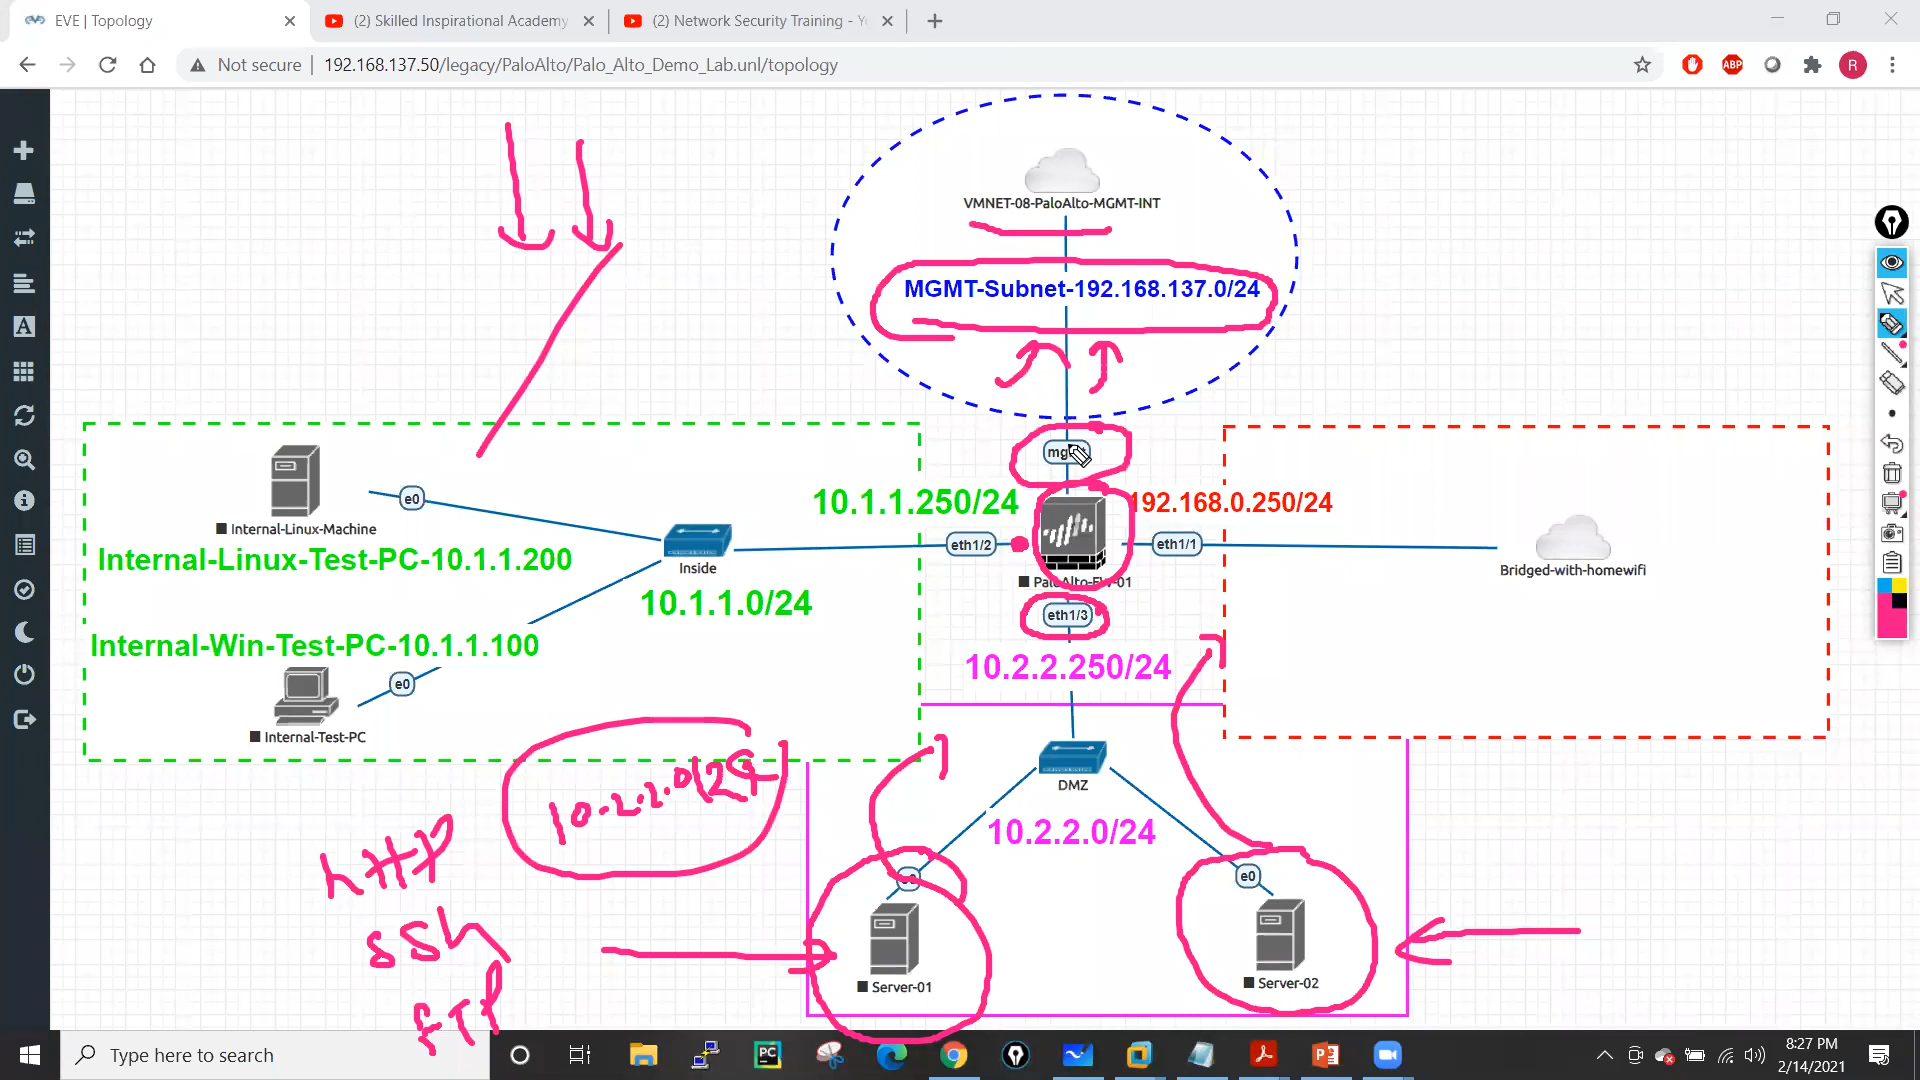 EVE | Topology
(2) Skilled Inspirational Academy
(2) Network Security Training - Y
Not secure
192.168.137.50/legacy/PaloAlto/Palo_Alto_Demo_Lab.unl/topology
ABP
R
VMNET-08-PaloAlto-MGMT-INT
MGMT-Subnet-192.168.137.0/24
10.1.1.250/24
192.168.0.250/24
e0
Internal-Linux-Machine
Internal-Linux-Test-PC-10.1.1.200
Inside
eth1/2
eth1/1
Bridged-with-homewifi
PaloAlto-FW-01
10.1.1.0/24
eth1/3
Internal-Win-Test-PC-10.1.1.100
10.2.2.250/24
e0
Internal-Test-PC
10.2.2.0/24
DMZ
10.2.2.0/24
HTTP
e0
SSH
Server-01
Server-02
FTP
Type here to search
8:27 PM
2/14/2021